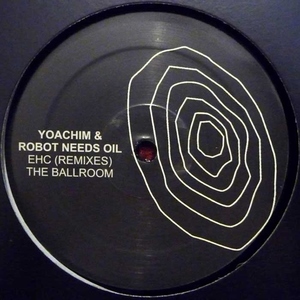 YOACHIM &
ROBOT NEEDS OIL
EHC (REMIXES)
THE BALLROOM